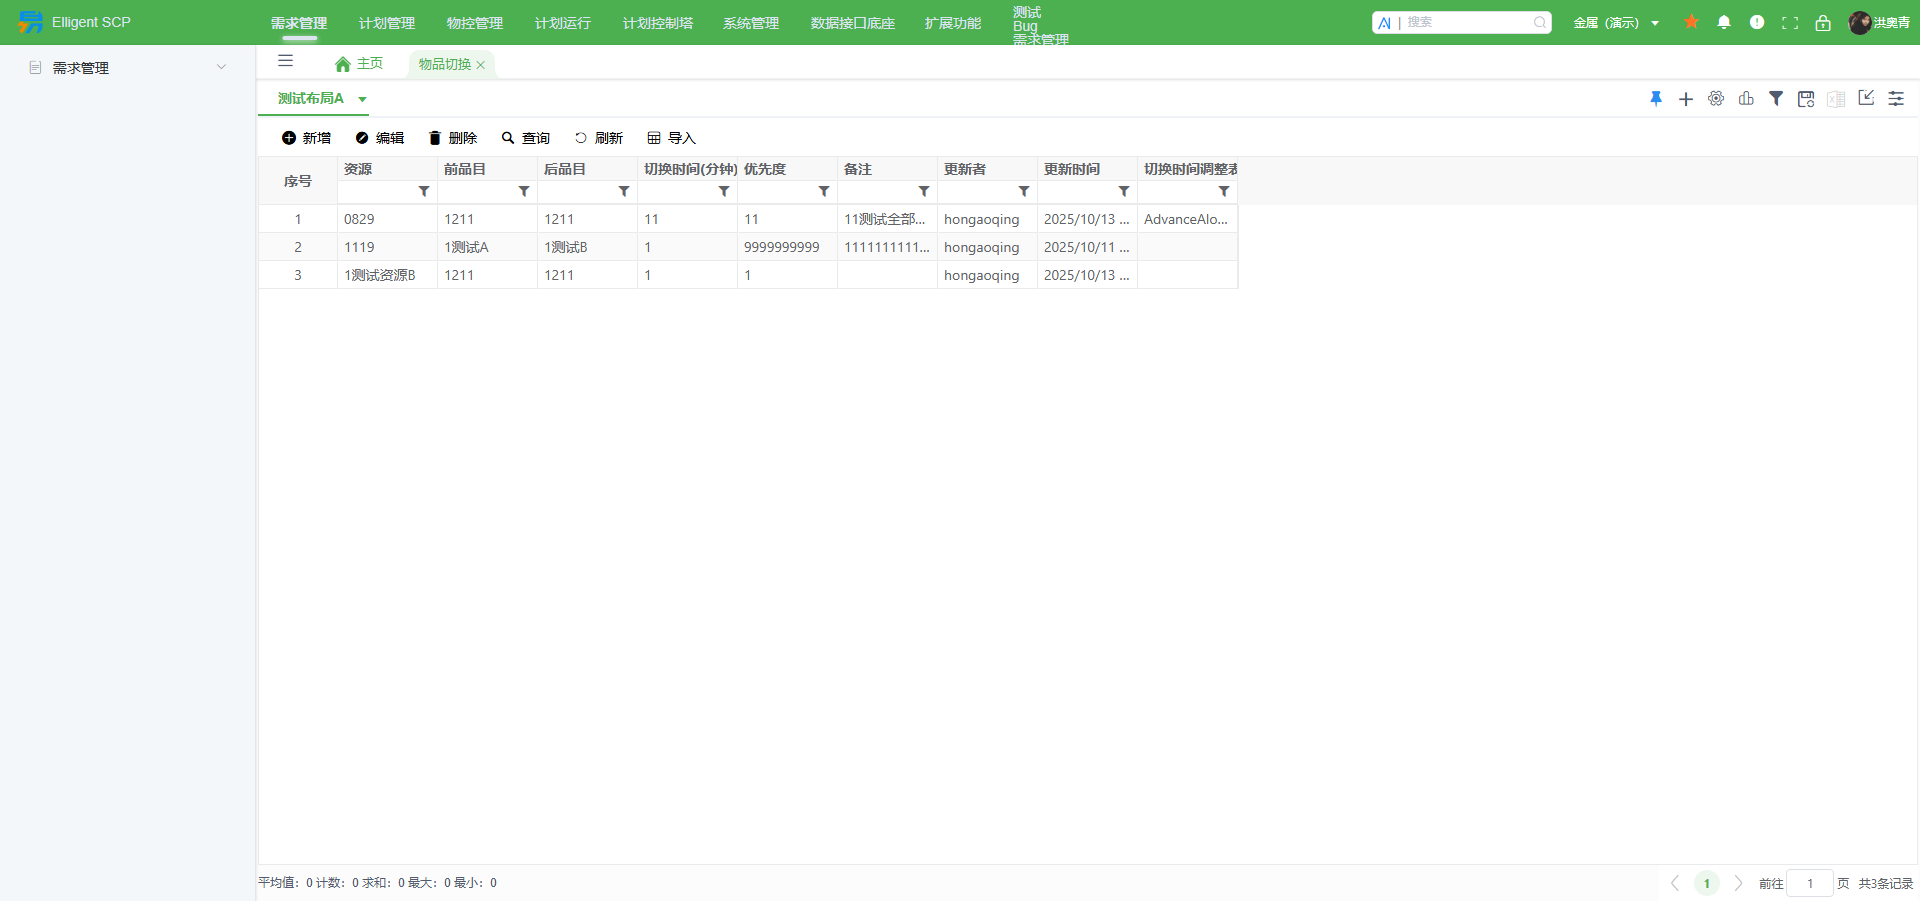 Elligent SCP
需求管理 计划管理 物控管理 计划运行 计划控制塔 系统管理 数据接口底座 扩展功能 测试
Bug
需求管理
搜索
金属（演示）
洪奥青
需求管理
主页 物品切换
测试布局A
新增 编辑 删除 查询 刷新 导入
序号 资源 前品目 后品目 切换时间(分钟) 优先度 备注 更新者 更新时间 切换时间调整表
1 0829 1211 1211 11 11 11测试全部... hongaoqing 2025/10/13 ... AdvanceAlo...
2 1119 1测试A 1测试B 1 9999999999 1111111111... hongaoqing 2025/10/11 ...
3 1测试资源B 1211 1211 1 1 hongaoqing 2025/10/13 ...
平均值：0 计数：0 求和：0 最大：0 最小：0
1 前往 1 页 共3条记录